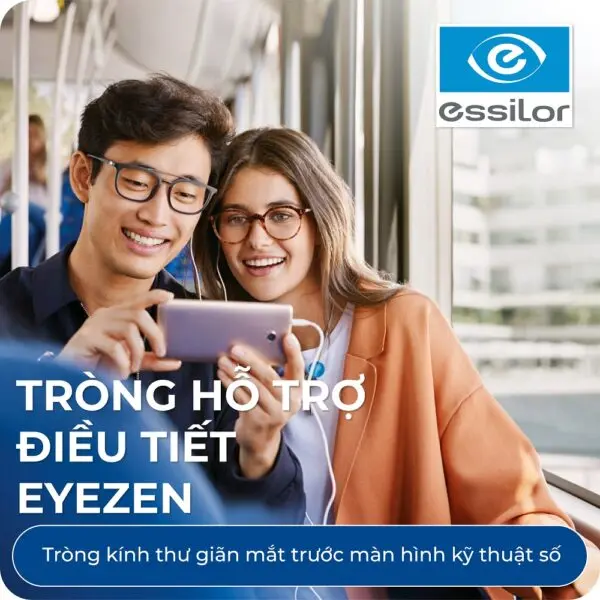 essilor
TRÒNG HỖ TRỢ
ĐIỀU TIẾT
EYEZEN
Tròng kính thư giãn mắt trước màn hình kỹ thuật số